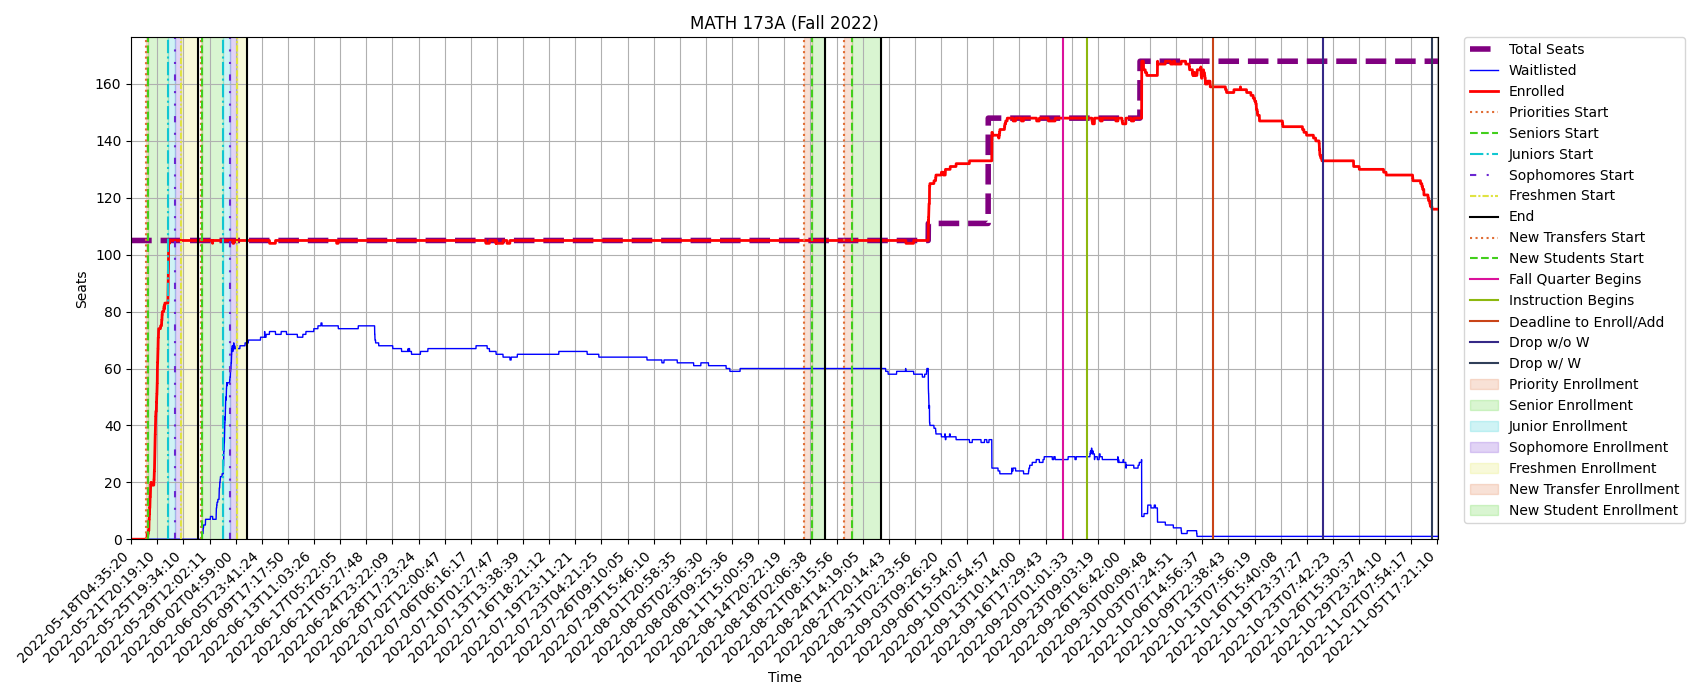 MATH 173A (Fall 2022)
Seats
160
140
120
100
80
60
40
20
0
2022-05-18T04:35:20
2022-05-21T20:19:10
2022-05-25T19:34:10
2022-05-29T12:02:11
2022-06-02T04:59:00
2022-06-05T23:41:24
2022-06-09T17:17:50
2022-06-13T11:03:26
2022-06-17T05:22:05
2022-06-21T05:27:48
2022-06-24T23:22:09
2022-06-28T17:23:24
2022-07-02T12:00:47
2022-07-06T06:16:17
2022-07-10T01:27:47
2022-07-13T13:38:39
2022-07-16T18:21:12
2022-07-19T23:11:21
2022-07-23T04:21:25
2022-07-26T09:10:05
2022-07-29T15:46:10
2022-08-01T20:58:35
2022-08-05T02:36:30
2022-08-08T09:25:36
2022-08-11T15:00:59
2022-08-14T20:22:19
2022-08-18T02:06:38
2022-08-21T08:15:56
2022-08-24T14:19:05
2022-08-27T20:14:43
2022-08-31T02:23:56
2022-09-03T09:26:20
2022-09-06T15:54:07
2022-09-10T02:54:57
2022-09-13T10:14:00
2022-09-16T17:29:43
2022-09-20T01:01:33
2022-09-23T09:03:19
2022-09-26T16:42:00
2022-09-30T00:09:48
2022-10-03T07:24:51
2022-10-06T14:56:37
2022-10-09T22:38:43
2022-10-13T07:56:19
2022-10-16T15:40:08
2022-10-19T23:37:27
2022-10-23T07:42:23
2022-10-26T15:30:37
2022-10-29T23:24:10
2022-11-02T07:54:17
2022-11-05T17:21:10
Time
Total Seats
Waitlisted
Enrolled
Priorities Start
Seniors Start
Juniors Start
Sophomores Start
Freshmen Start
End
New Transfers Start
New Students Start
Fall Quarter Begins
Instruction Begins
Deadline to Enroll/Add
Drop w/o W
Drop w/ W
Priority Enrollment
Senior Enrollment
Junior Enrollment
Sophomore Enrollment
Freshmen Enrollment
New Transfer Enrollment
New Student Enrollment